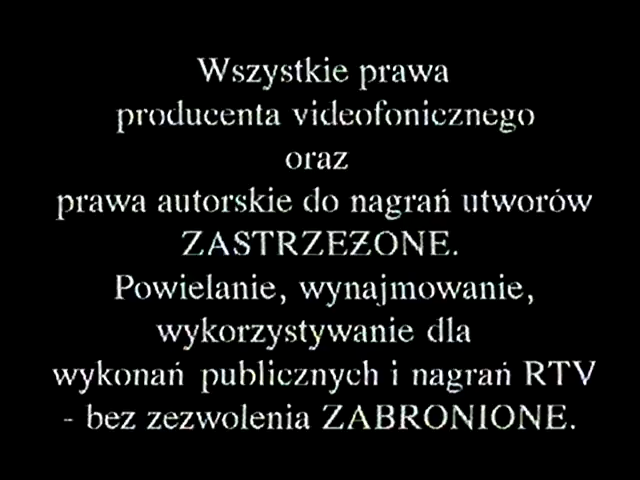 Wszystkie prawa
producenta videofonicznego
oraz
prawa autorskie do nagrań utworów
ZASTRZEŻONE.
Powielanie, wynajmowanie,
wykorzystywanie dla
wykonań publicznych i nagrań RTV
- bez zezwolenia ZABRONIONE.